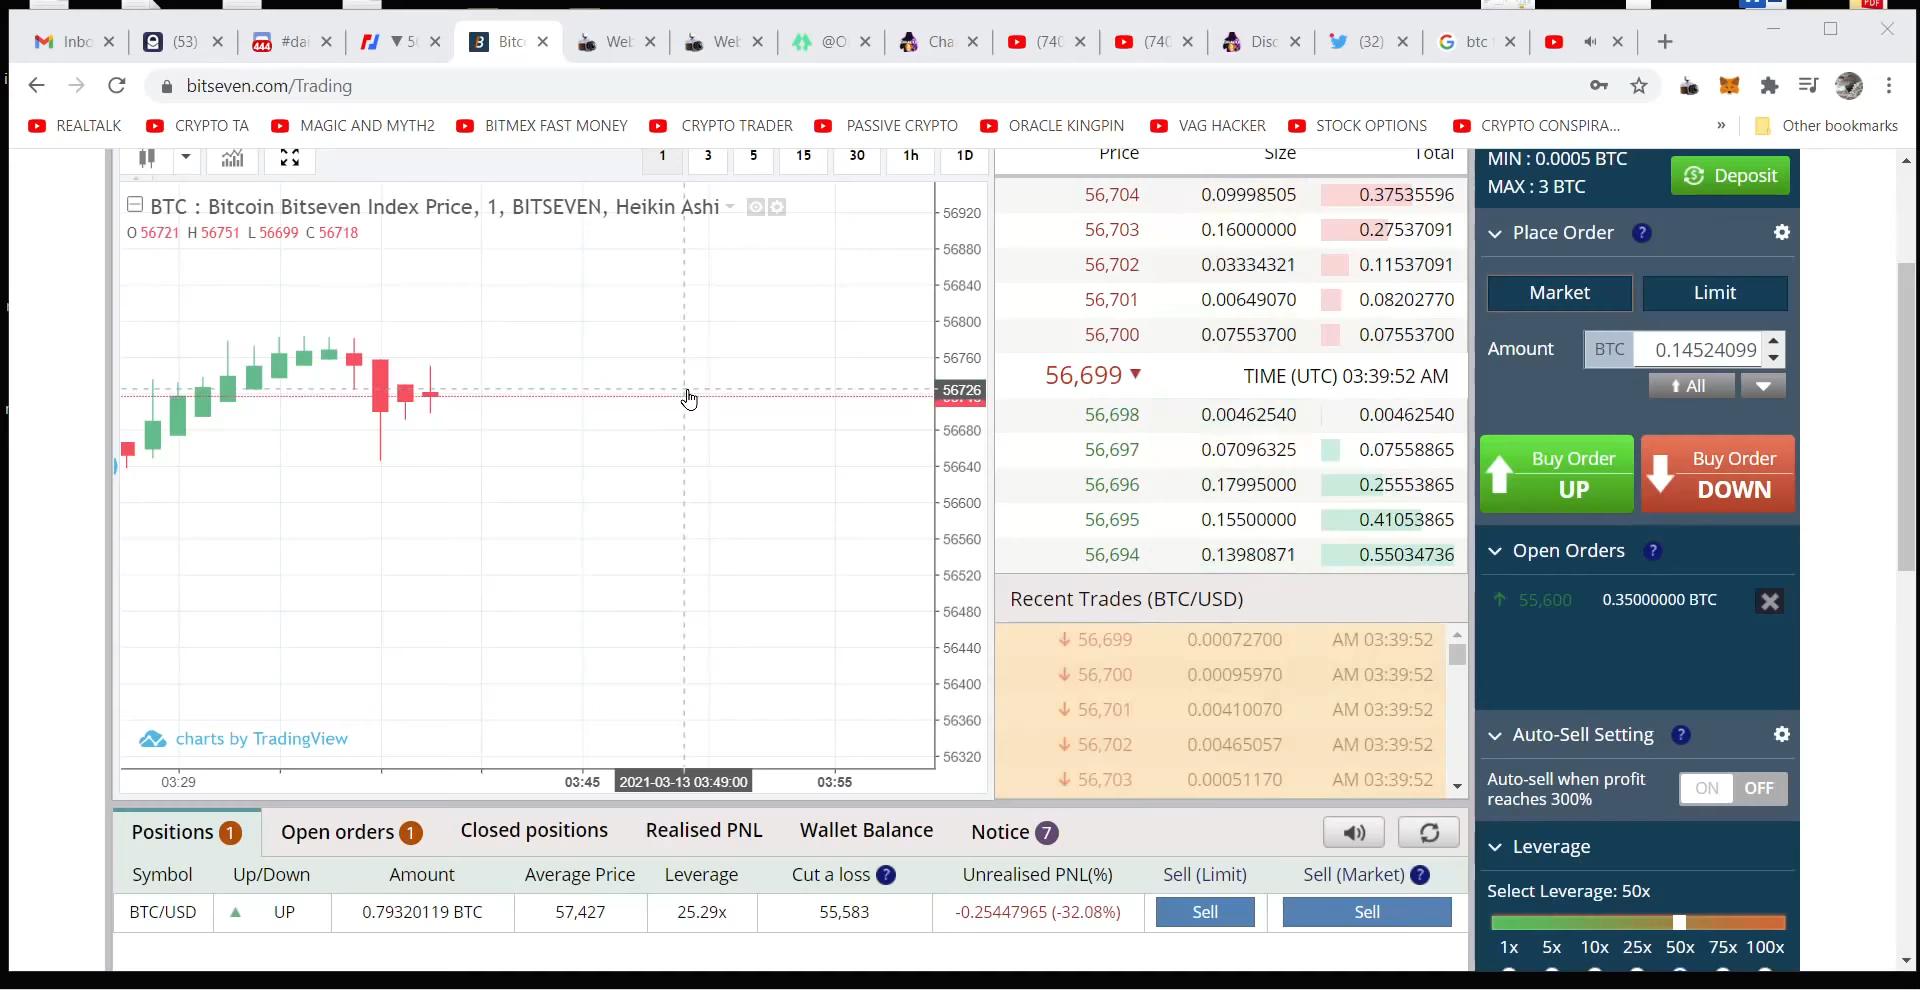 Inbo
(53)
#dai
▼ 50
Bitc
Web
Web
@O
Cha
(740
(740
Disc
(32)
btc
bitseven.com/Trading
REALTALK
CRYPTO TA
MAGIC AND MYTH2
BITMEX FAST MONEY
CRYPTO TRADER
PASSIVE CRYPTO
ORACLE KINGPIN
VAG HACKER
STOCK OPTIONS
CRYPTO CONSPIRA...
»
Other bookmarks
1 3 5 15 30 1h 1D
BTC : Bitcoin Bitseven Index Price, 1, BITSEVEN, Heikin Ashi
O 56721 H 56751 L 56699 C 56718
56920
56880
56840
56800
56760
56726
56680
56640
56600
56560
56520
56480
56440
56400
56360
56320
charts by TradingView
03:29 03:45 2021-03-13 03:49:00 03:55
Price Size Total
56,704 0.09998505 0.37535596
56,703 0.16000000 0.27537091
56,702 0.03334321 0.11537091
56,701 0.00649070 0.08202770
56,700 0.07553700 0.07553700
56,699 ▼ TIME (UTC) 03:39:52 AM
56,698 0.00462540 0.00462540
56,697 0.07096325 0.07558865
56,696 0.17995000 0.25553865
56,695 0.15500000 0.41053865
56,694 0.13980871 0.55034736
Recent Trades (BTC/USD)
56,699 0.00072700 AM 03:39:52
56,700 0.00095970 AM 03:39:52
56,701 0.00410070 AM 03:39:52
56,702 0.00465057 AM 03:39:52
56,703 0.00051170 AM 03:39:52
MIN : 0.0005 BTC
MAX : 3 BTC
Deposit
Place Order ?
Market Limit
Amount BTC 0.14524099
All
Buy Order
UP
Buy Order
DOWN
Open Orders ?
55,600 0.35000000 BTC
Auto-Sell Setting ?
Auto-sell when profit
reaches 300%
ON OFF
Leverage
Select Leverage: 50x
1x 5x 10x 25x 50x 75x 100x
Positions 1 Open orders 1 Closed positions Realised PNL Wallet Balance Notice 7
Symbol Up/Down Amount Average Price Leverage Cut a loss ? Unrealised PNL(%) Sell (Limit) Sell (Market) ?
BTC/USD ▲ UP 0.79320119 BTC 57,427 25.29x 55,583 -0.25447965 (-32.08%) Sell Sell